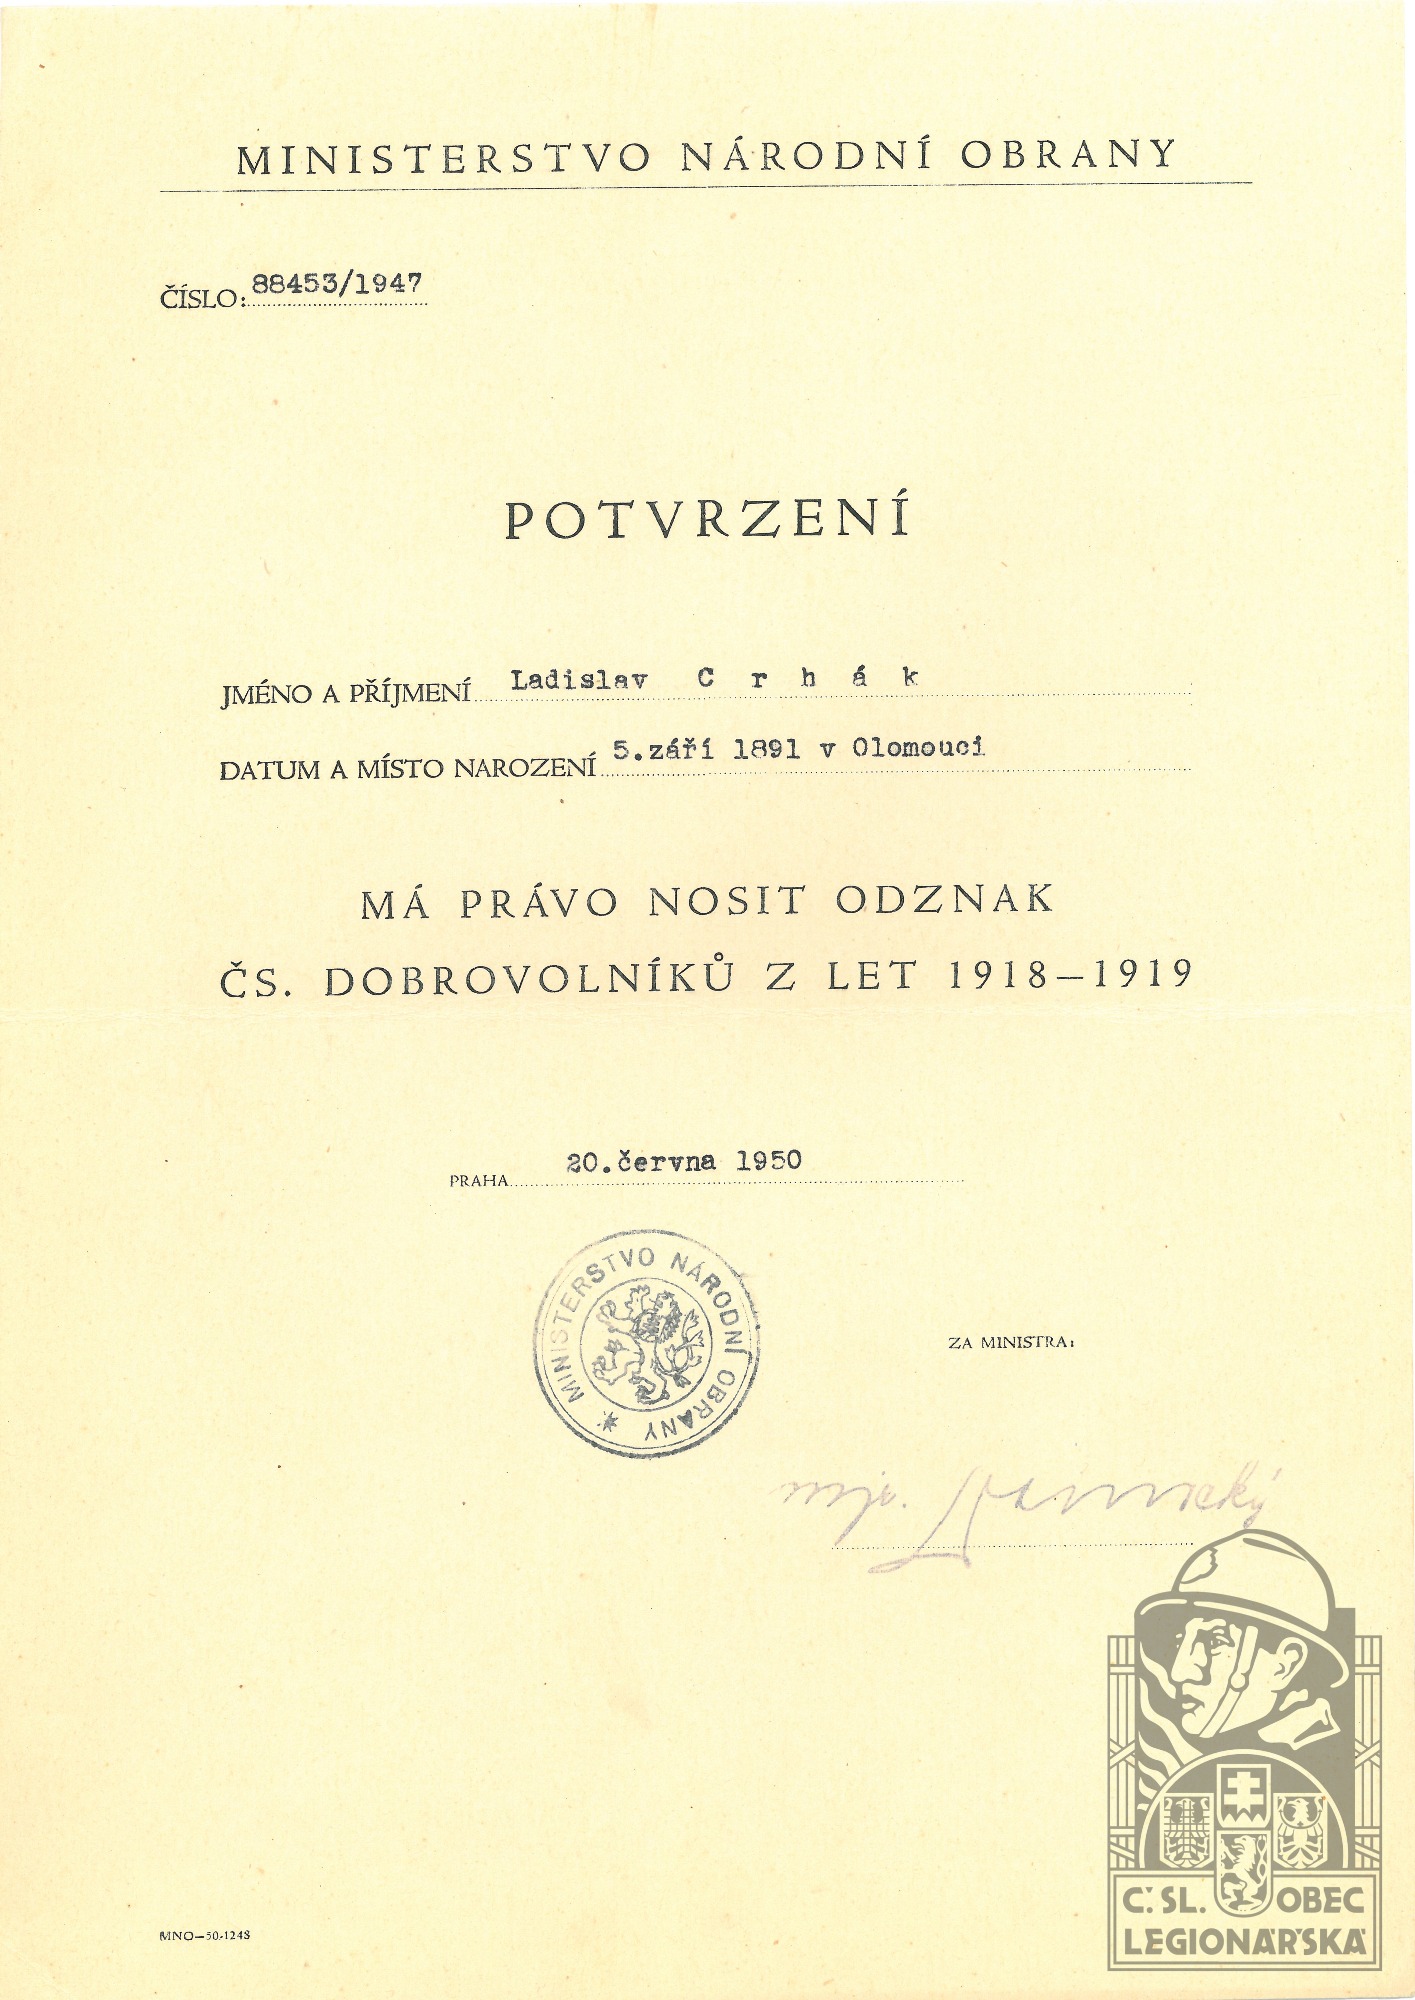 MINISTERSTVO NÁRODNÍ OBRANY
ČÍSLO: 88453/1947
POTVRZENÍ
JMÉNO A PŘÍJMENÍ Ladislav C r h á k
DATUM A MÍSTO NAROZENÍ 5.září 1891 v Olomouci
MÁ PRÁVO NOSIT ODZNAK
ČS. DOBROVOLNÍKŮ Z LET 1918–1919
PRAHA 20.června 1950
MINISTERSTVO NÁRODNÍ OBRANY
ZA MINISTRA:
mjr.
Č. SL. OBEC
LEGIONÁŘSKÁ
MNO—50-1248